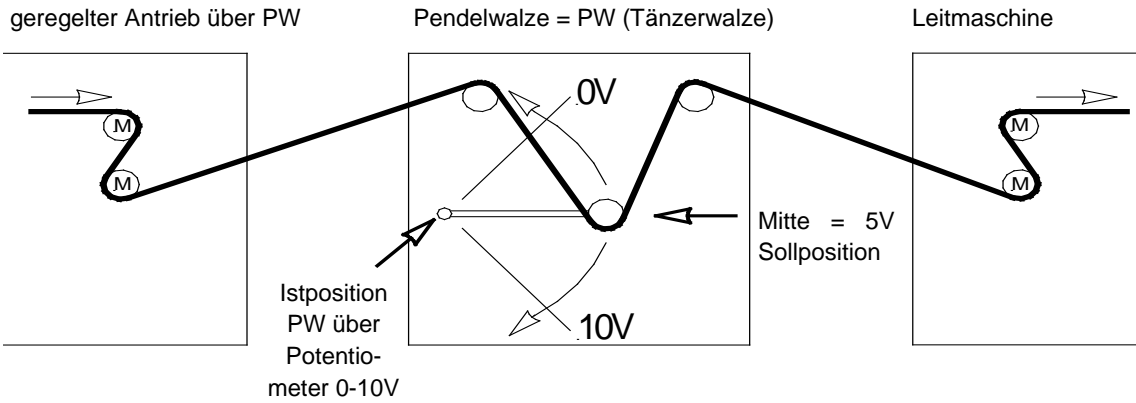 geregelter Antrieb über PW
Pendelwalze = PW (Tänzerwalze)
Leitmaschine
0V
M
M
M
M
Mitte = 5V
Sollposition
Istposition
PW über
Potentio-
meter 0-10V
10V